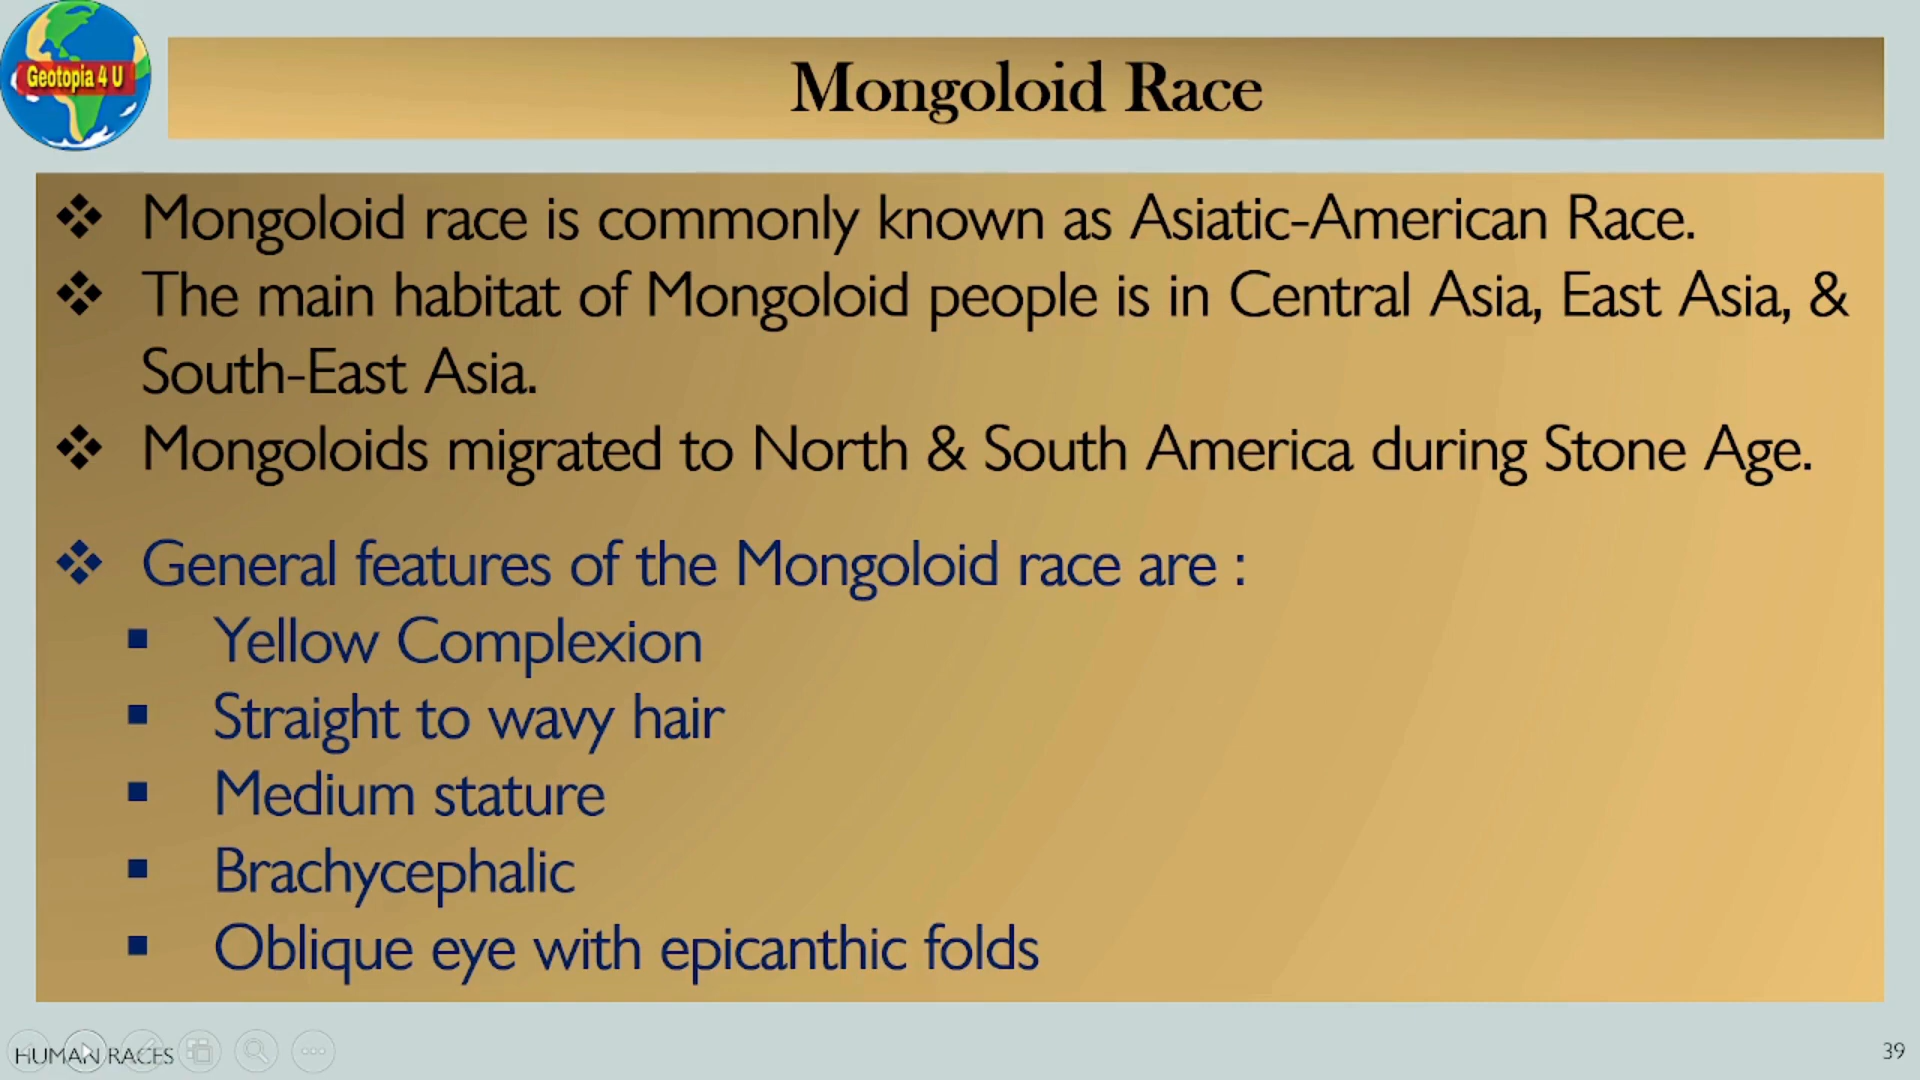 Geotopia 4 U
Mongoloid Race
❖ Mongoloid race is commonly known as Asiatic-American Race.
❖ The main habitat of Mongoloid people is in Central Asia, East Asia, &
South-East Asia.
❖ Mongoloids migrated to North & South America during Stone Age.
❖ General features of the Mongoloid race are :
▪ Yellow Complexion
▪ Straight to wavy hair
▪ Medium stature
▪ Brachycephalic
▪ Oblique eye with epicanthic folds
HUMAN RACES
39